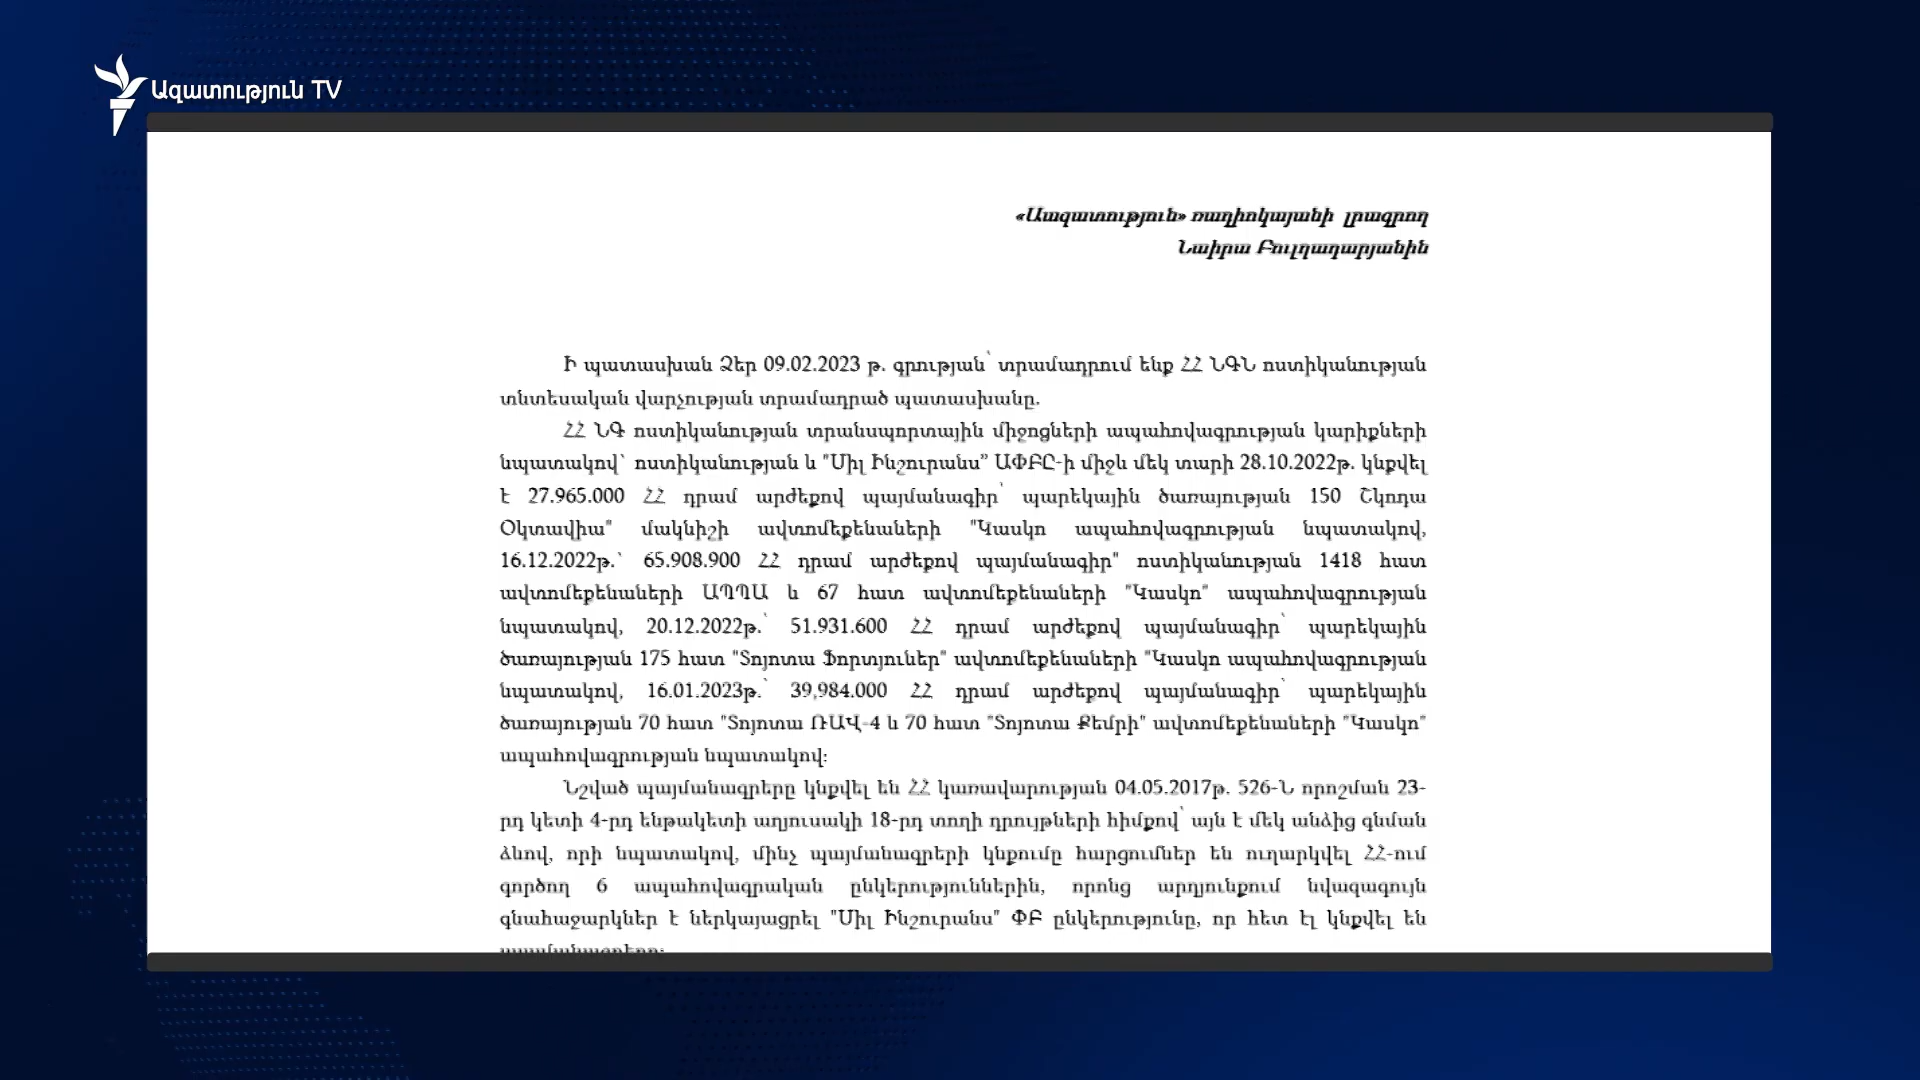 Ազատություն TV
«Ազատություն» ռադիոկայանի լրագրող
Նաիրա Բուլղադարյանին
Ի պատասխան Ձեր 09.02.2023 թ. գրության՝ տրամադրում ենք ՀՀ ՆԳՆ ոստիկանության
տնտեսական վարչության տրամադրած պատասխանը.
ՀՀ ՆԳ ոստիկանության տրանսպորտային միջոցների ապահովագրության կարիքների
նպատակով՝ ոստիկանության և "Սիլ Ինշուրանս” ԱՓԲԸ-ի միջև մեկ տարի 28.10.2022թ. կնքվել
է 27.965.000 ՀՀ դրամ արժեքով պայմանագիր՝ պարեկային ծառայության 150 Շկոդա
Օկտավիա" մակնիշի ավտոմեքենաների "Կասկո ապահովագրության նպատակով,
16.12.2022թ.՝ 65.908.900 ՀՀ դրամ արժեքով պայմանագիր" ոստիկանության 1418 հատ
ավտոմեքենաների ԱՊՊԱ և 67 հատ ավտոմեքենաների "Կասկո" ապահովագրության
նպատակով, 20.12.2022թ.՝ 51.931.600 ՀՀ դրամ արժեքով պայմանագիր՝ պարեկային
ծառայության 175 հատ "Տոյոտա Ֆորտյուներ" ավտոմեքենաների "Կասկո ապահովագրության
նպատակով, 16.01.2023թ.՝ 39,984.000 ՀՀ դրամ արժեքով պայմանագիր՝ պարեկային
ծառայության 70 հատ "Տոյոտա ՌԱՎ-4 և 70 հատ "Տոյոտա Քեմրի" ավտոմեքենաների "Կասկո"
ապահովագրության նպատակով:
Նշված պայմանագրերը կնքվել են ՀՀ կառավարության 04.05.2017թ. 526-Ն որոշման 23-
րդ կետի 4-րդ ենթակետի աղյուսակի 18-րդ տողի դրույթների հիմքով՝ այն է մեկ անձից գնման
ձևով, որի նպատակով, մինչ պայմանագրերի կնքումը հարցումներ են ուղարկվել ՀՀ-ում
գործող 6 ապահովագրական ընկերություններին, որոնց արդյունքում նվազագույն
գնահաջարկներ է ներկայացրել "Սիլ Ինշուրանս" ՓԲ ընկերությունը, որ հետ էլ կնքվել են